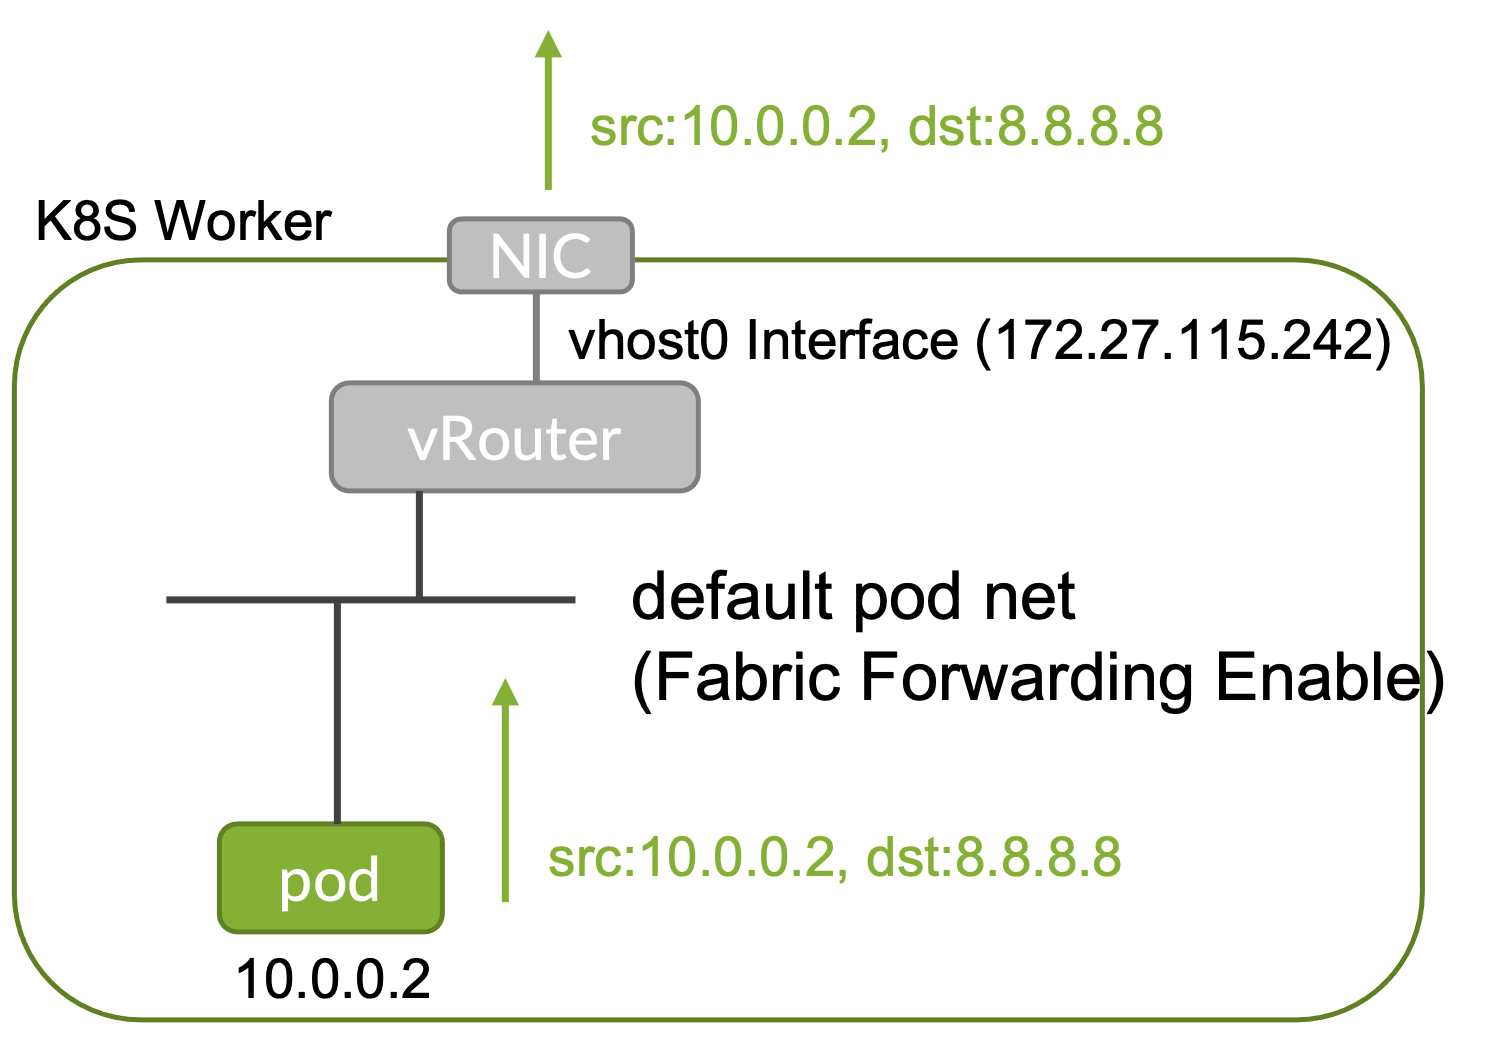 src:10.0.0.2, dst:8.8.8.8
K8S Worker
NIC
vhost0 Interface (172.27.115.242)
vRouter
default pod net
(Fabric Forwarding Enable)
src:10.0.0.2, dst:8.8.8.8
pod
10.0.0.2